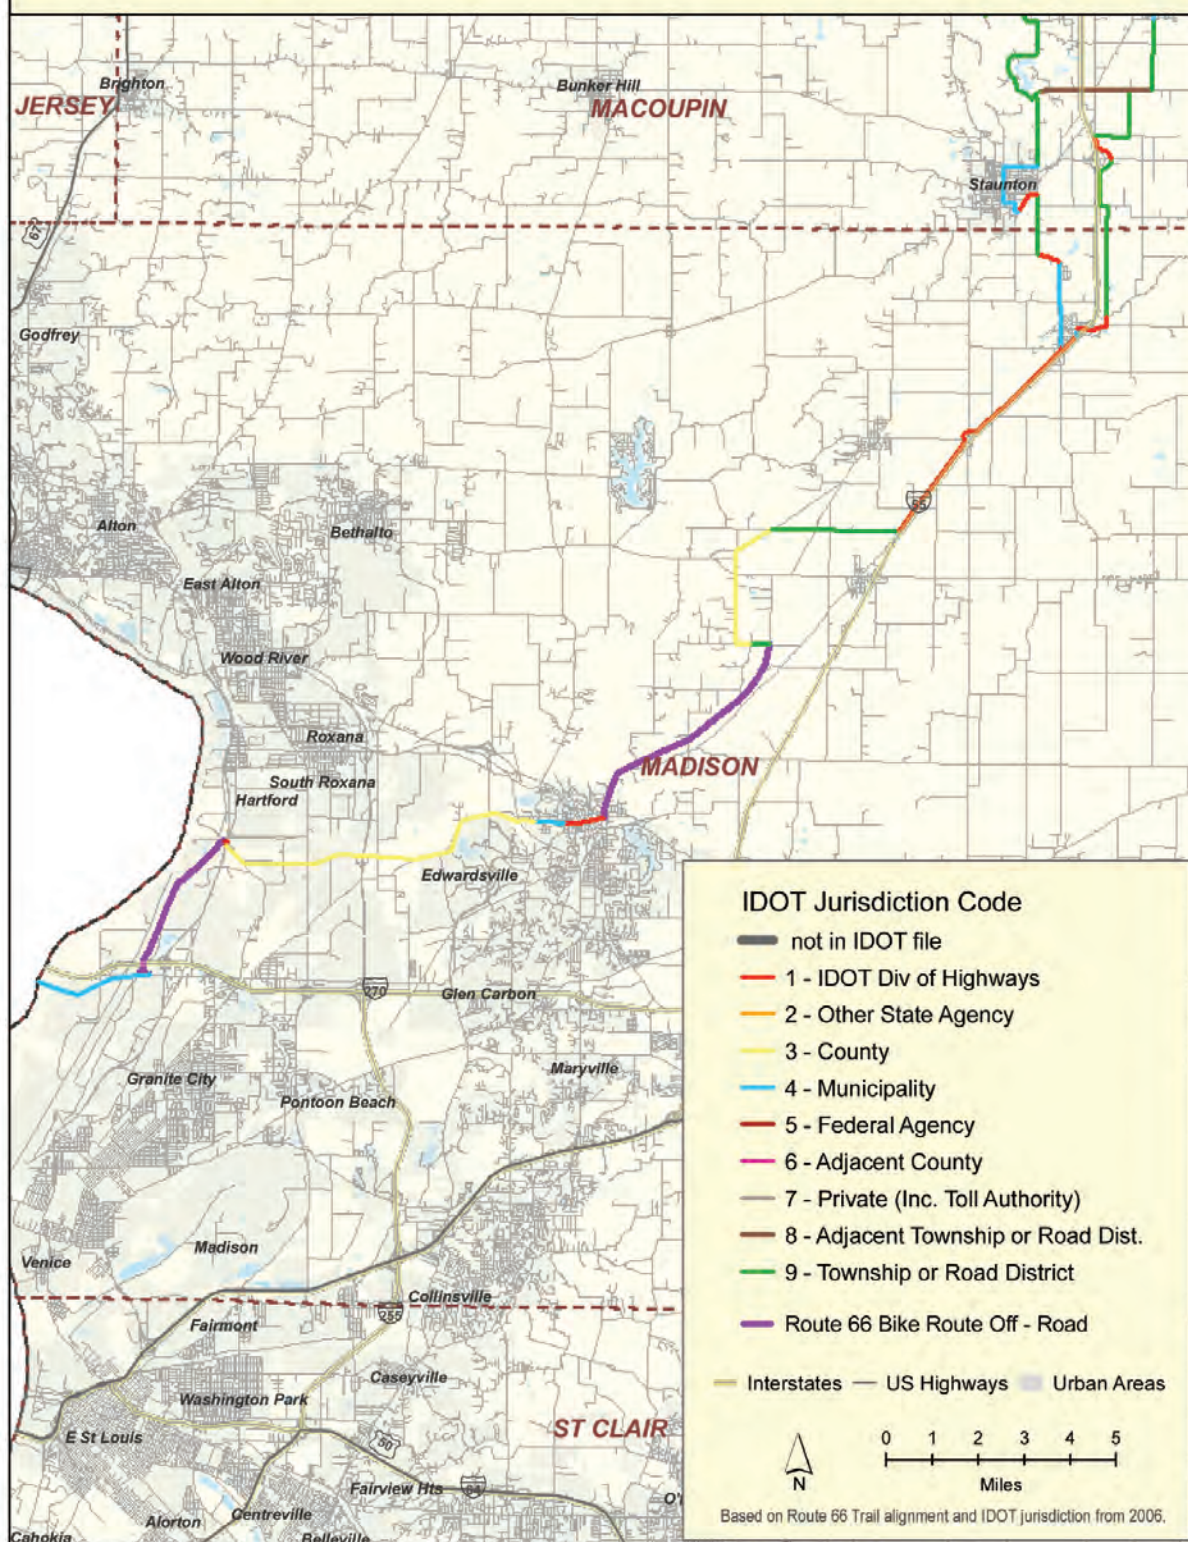 Brighton
JERSEY
Bunker Hill
MACOUPIN
Staunton
67
Godfrey
55
Alton
Bethalto
East Alton
Wood River
Roxana
MADISON
South Roxana
Hartford
Edwardsville
270
Glen Carbon
Granite City
Maryville
Pontoon Beach
Madison
Venice
Collinsville
255
Fairmont
Caseyville
Washington Park
ST CLAIR
E St Louis
50
Fairview Hts
64
O'
Alorton
Centreville
Cahokia
Belleville
IDOT Jurisdiction Code
not in IDOT file
1 - IDOT Div of Highways
2 - Other State Agency
3 - County
4 - Municipality
5 - Federal Agency
6 - Adjacent County
7 - Private (Inc. Toll Authority)
8 - Adjacent Township or Road Dist.
9 - Township or Road District
Route 66 Bike Route Off - Road
Interstates US Highways Urban Areas
0 1 2 3 4 5
N
Miles
Based on Route 66 Trail alignment and IDOT jurisdiction from 2006.